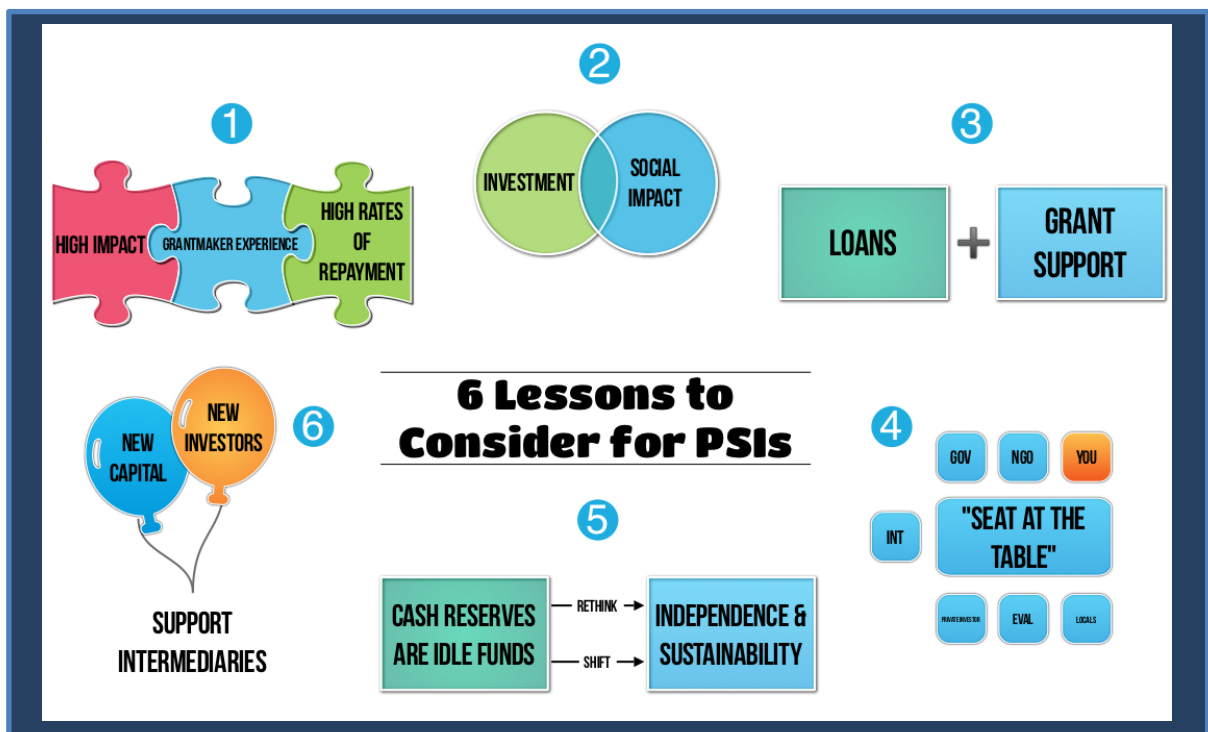 1
HIGH IMPACT
GRANTMAKER EXPERIENCE
HIGH RATES
OF
REPAYMENT
2
INVESTMENT
SOCIAL
IMPACT
3
LOANS
+
GRANT
SUPPORT
6 Lessons to
Consider for PSIs
4
GOV
NGO
YOU
INT
"SEAT AT THE
TABLE"
PRIVATE INVESTOR
EVAL
LOCALS
5
CASH RESERVES
ARE IDLE FUNDS
RETHINK
SHIFT
INDEPENDENCE &
SUSTAINABILITY
6
NEW
CAPITAL
NEW
INVESTORS
SUPPORT
INTERMEDIARIES